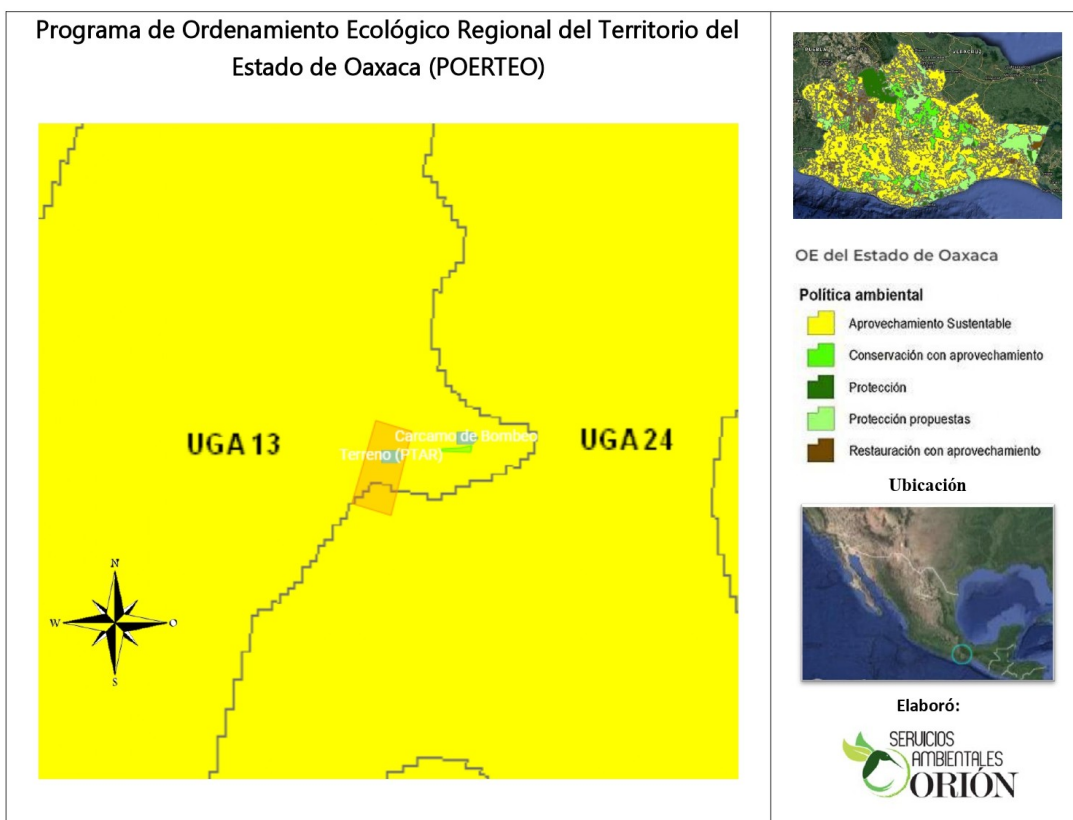 Programa de Ordenamiento Ecológico Regional del Territorio del
Estado de Oaxaca (POERTEO)
UGA 13
UGA 24
Carcamo de Bombeo
Terreno (PTAR)
N
W
O
S
PUEBLA
VERACRUZ
OE del Estado de Oaxaca
Política ambiental
Aprovechamiento Sustentable
Conservación con aprovechamiento
Protección
Protección propuestas
Restauración con aprovechamiento
Ubicación
Elaboró:
SERVICIOS
AMBIENTALES
ORIÓN